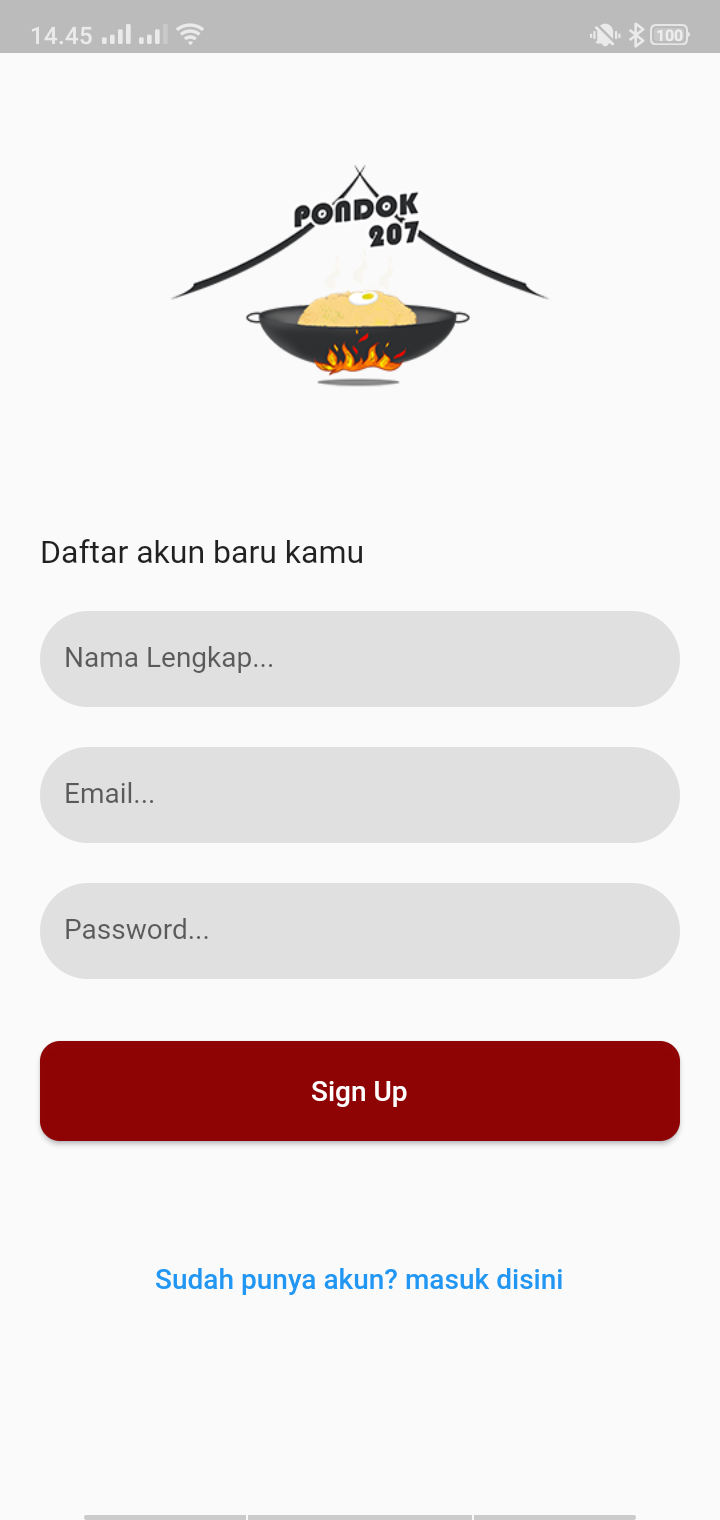 14.45
100
PONDOK
207
Daftar akun baru kamu
Nama Lengkap...
Email...
Password...
Sign Up
Sudah punya akun? masuk disini